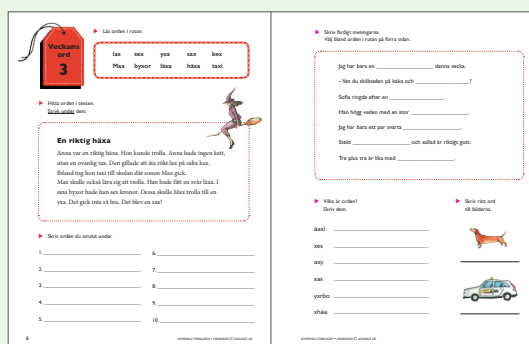 Veckans
ord
3
Läs orden i rutan.
lax sex yxa sax kex
Max byxor läxa häxa taxi
Hitta orden i texten.
Stryk under dem.
En riktig häxa
Anna var en riktig häxa. Hon kunde trolla. Anna hade ingen katt,
utan en ovanlig tax. Den gillade att äta rökt lax på salta kex.
Ibland tog hon taxi till skolan där sonen Max gick.
Max skulle också lära sig att trolla. Han hade fått en svår läxa. I
sina byxor hade han sex kronor. Dessa skulle Max trolla till en
yxa. Det gick inte så bra. Det blev en sax!
Skriv orden du strukit under.
1. 6.
2. 7.
3. 8.
4. 9.
5. 10.
6
Skriv färdigt meningarna.
Välj bland orden i rutan på förra sidan.
Jag har bara en denna vecka.
–Vet du skillnaden på kaka och ?
Sofia ringde efter en .
Han högg veden med en stor .
Jag har bara ett par svarta .
Stekt och sallad är riktigt gott.
Tre plus tre är lika med .
Vilka är orden?
Skriv dem.
Skriv rätt ord
till bilderna.
äaxl
xes
axy
xas
yxrbo
xhäa